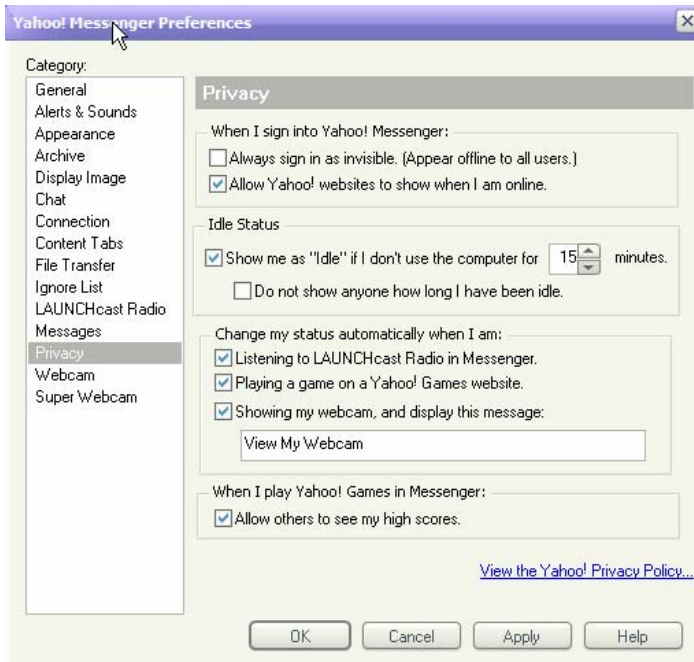 Yahoo! Messenger Preferences
Category:
General
Alerts & Sounds
Appearance
Archive
Display Image
Chat
Connection
Content Tabs
File Transfer
Ignore List
LAUNCHcast Radio
Messages
Privacy
Webcam
Super Webcam
Privacy
When I sign into Yahoo! Messenger:
Always sign in as invisible. (Appear offline to all users.)
Allow Yahoo! websites to show when I am online.
Idle Status
Show me as "Idle" if I don't use the computer for 15 minutes.
Do not show anyone how long I have been idle.
Change my status automatically when I am:
Listening to LAUNCHcast Radio in Messenger.
Playing a game on a Yahoo! Games website.
Showing my webcam, and display this message:
View My Webcam
When I play Yahoo! Games in Messenger:
Allow others to see my high scores.
View the Yahoo! Privacy Policy...
OK Cancel Apply Help